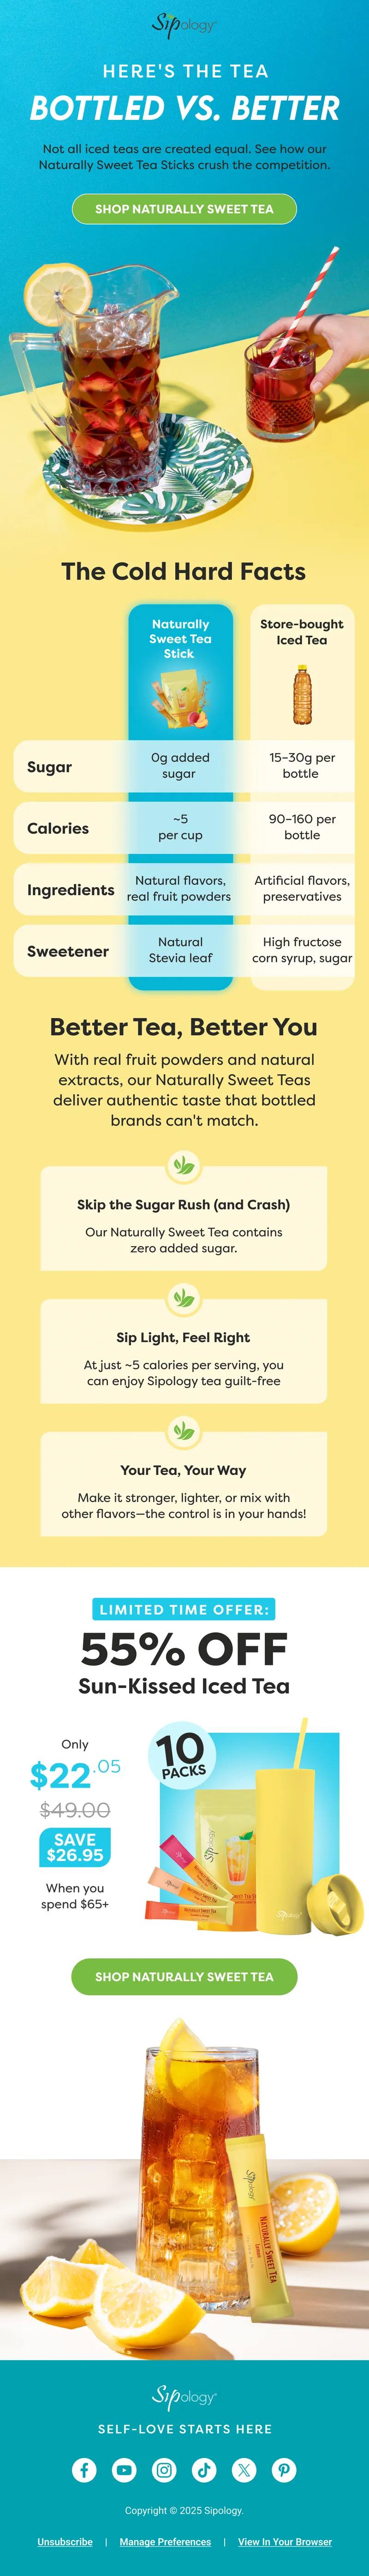 Sipology
HERE'S THE TEA
BOTTLED VS. BETTER
Not all iced teas are created equal. See how our
Naturally Sweet Tea Sticks crush the competition.
SHOP NATURALLY SWEET TEA
The Cold Hard Facts
Naturally
Sweet Tea
Stick
Store-bought
Iced Tea
Sugar
0g added
sugar
15–30g per
bottle
Calories
~5
per cup
90–160 per
bottle
Ingredients
Natural flavors,
real fruit powders
Artificial flavors,
preservatives
Sweetener
Natural
Stevia leaf
High fructose
corn syrup, sugar
Better Tea, Better You
With real fruit powders and natural
extracts, our Naturally Sweet Teas
deliver authentic taste that bottled
brands can't match.
Skip the Sugar Rush (and Crash)
Our Naturally Sweet Tea contains
zero added sugar.
Sip Light, Feel Right
At just ~5 calories per serving, you
can enjoy Sipology tea guilt-free
Your Tea, Your Way
Make it stronger, lighter, or mix with
other flavors—the control is in your hands!
LIMITED TIME OFFER:
55% OFF
Sun-Kissed Iced Tea
Only
$22.05
$49.00
SAVE
$26.95
When you
spend $65+
10
PACKS
Sipology
Sipology
SHOP NATURALLY SWEET TEA
Sipology
NATURALLY SWEET TEA
Sipology
SELF-LOVE STARTS HERE
Copyright © 2025 Sipology.
Unsubscribe | Manage Preferences | View In Your Browser